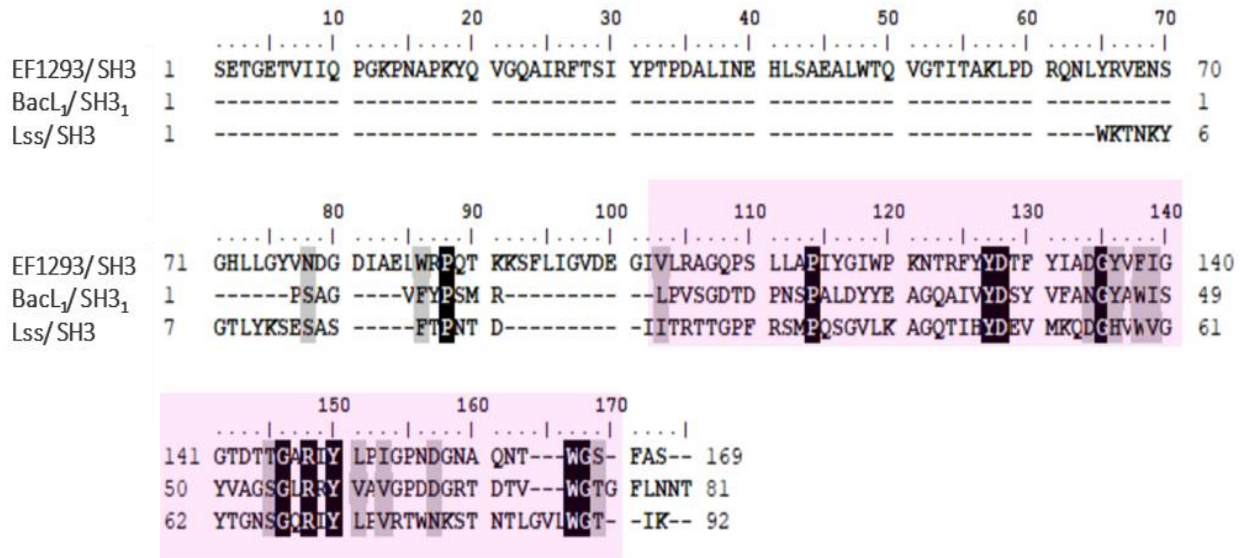 10 20 30 40 50 60 70
....|....| ....|....| ....|....| ....|....| ....|....| ....|....| ....|....|
EF1293/SH3 1 SETGETVIIQ PGKPNAPKYQ VGQAIRFTSI YPTPDALINE HLSAEALWTQ VGTITAKLPD RQNLYRVENS 70
BacL₁/SH3₁ 1 ---------- ---------- ---------- ---------- ---------- ---------- ---------- 1
Lss/SH3 1 ---------- ---------- ---------- ---------- ---------- ---------- ----WKTNKY 6
80 90 100 110 120 130 140
....|....| ....|....| ....|....| ....|....| ....|....| ....|....| ....|....|
EF1293/SH3 71 GHLLGYVNDG DIAELWRPQT KKSFLIGVDE GIVLRAGQPS LLAPIYGIWP KNTRFYYDTF YIADGYVFIG 140
BacL₁/SH3₁ 1 ------PSAG ----VFYPSM R--------- ---LPVSGDTD PNSPALDYYE AGQAIVYDSY VFANGYAWIS 49
Lss/SH3 7 GTLYKSESAS -----FTPNT D--------- -IITRTTGPF RSMPQSGVLK AGQTIHYDEV MKQDGHVWVG 61
150 160 170
....|....| ....|....| ....|....| ....|
141 GTDTTGARIY LPIGPNDGNA QNT---WGS- FAS-- 169
50 YVAGSGLRRY VAVGPDDGRT DTV---WGTG FLNNT 81
62 YTGNSGQRIY LPVRTWNKST NTLGVLWGT- -IK-- 92